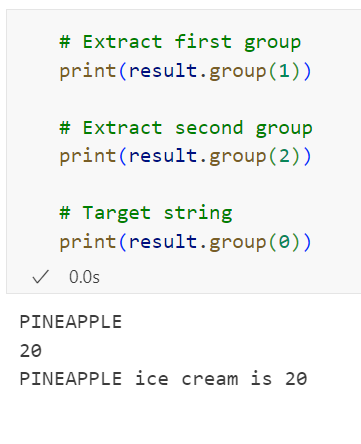 # Extract first group
print(result.group(1))
# Extract second group
print(result.group(2))
# Target string
print(result.group(0))
0.0s
PINEAPPLE
20
PINEAPPLE ice cream is 20